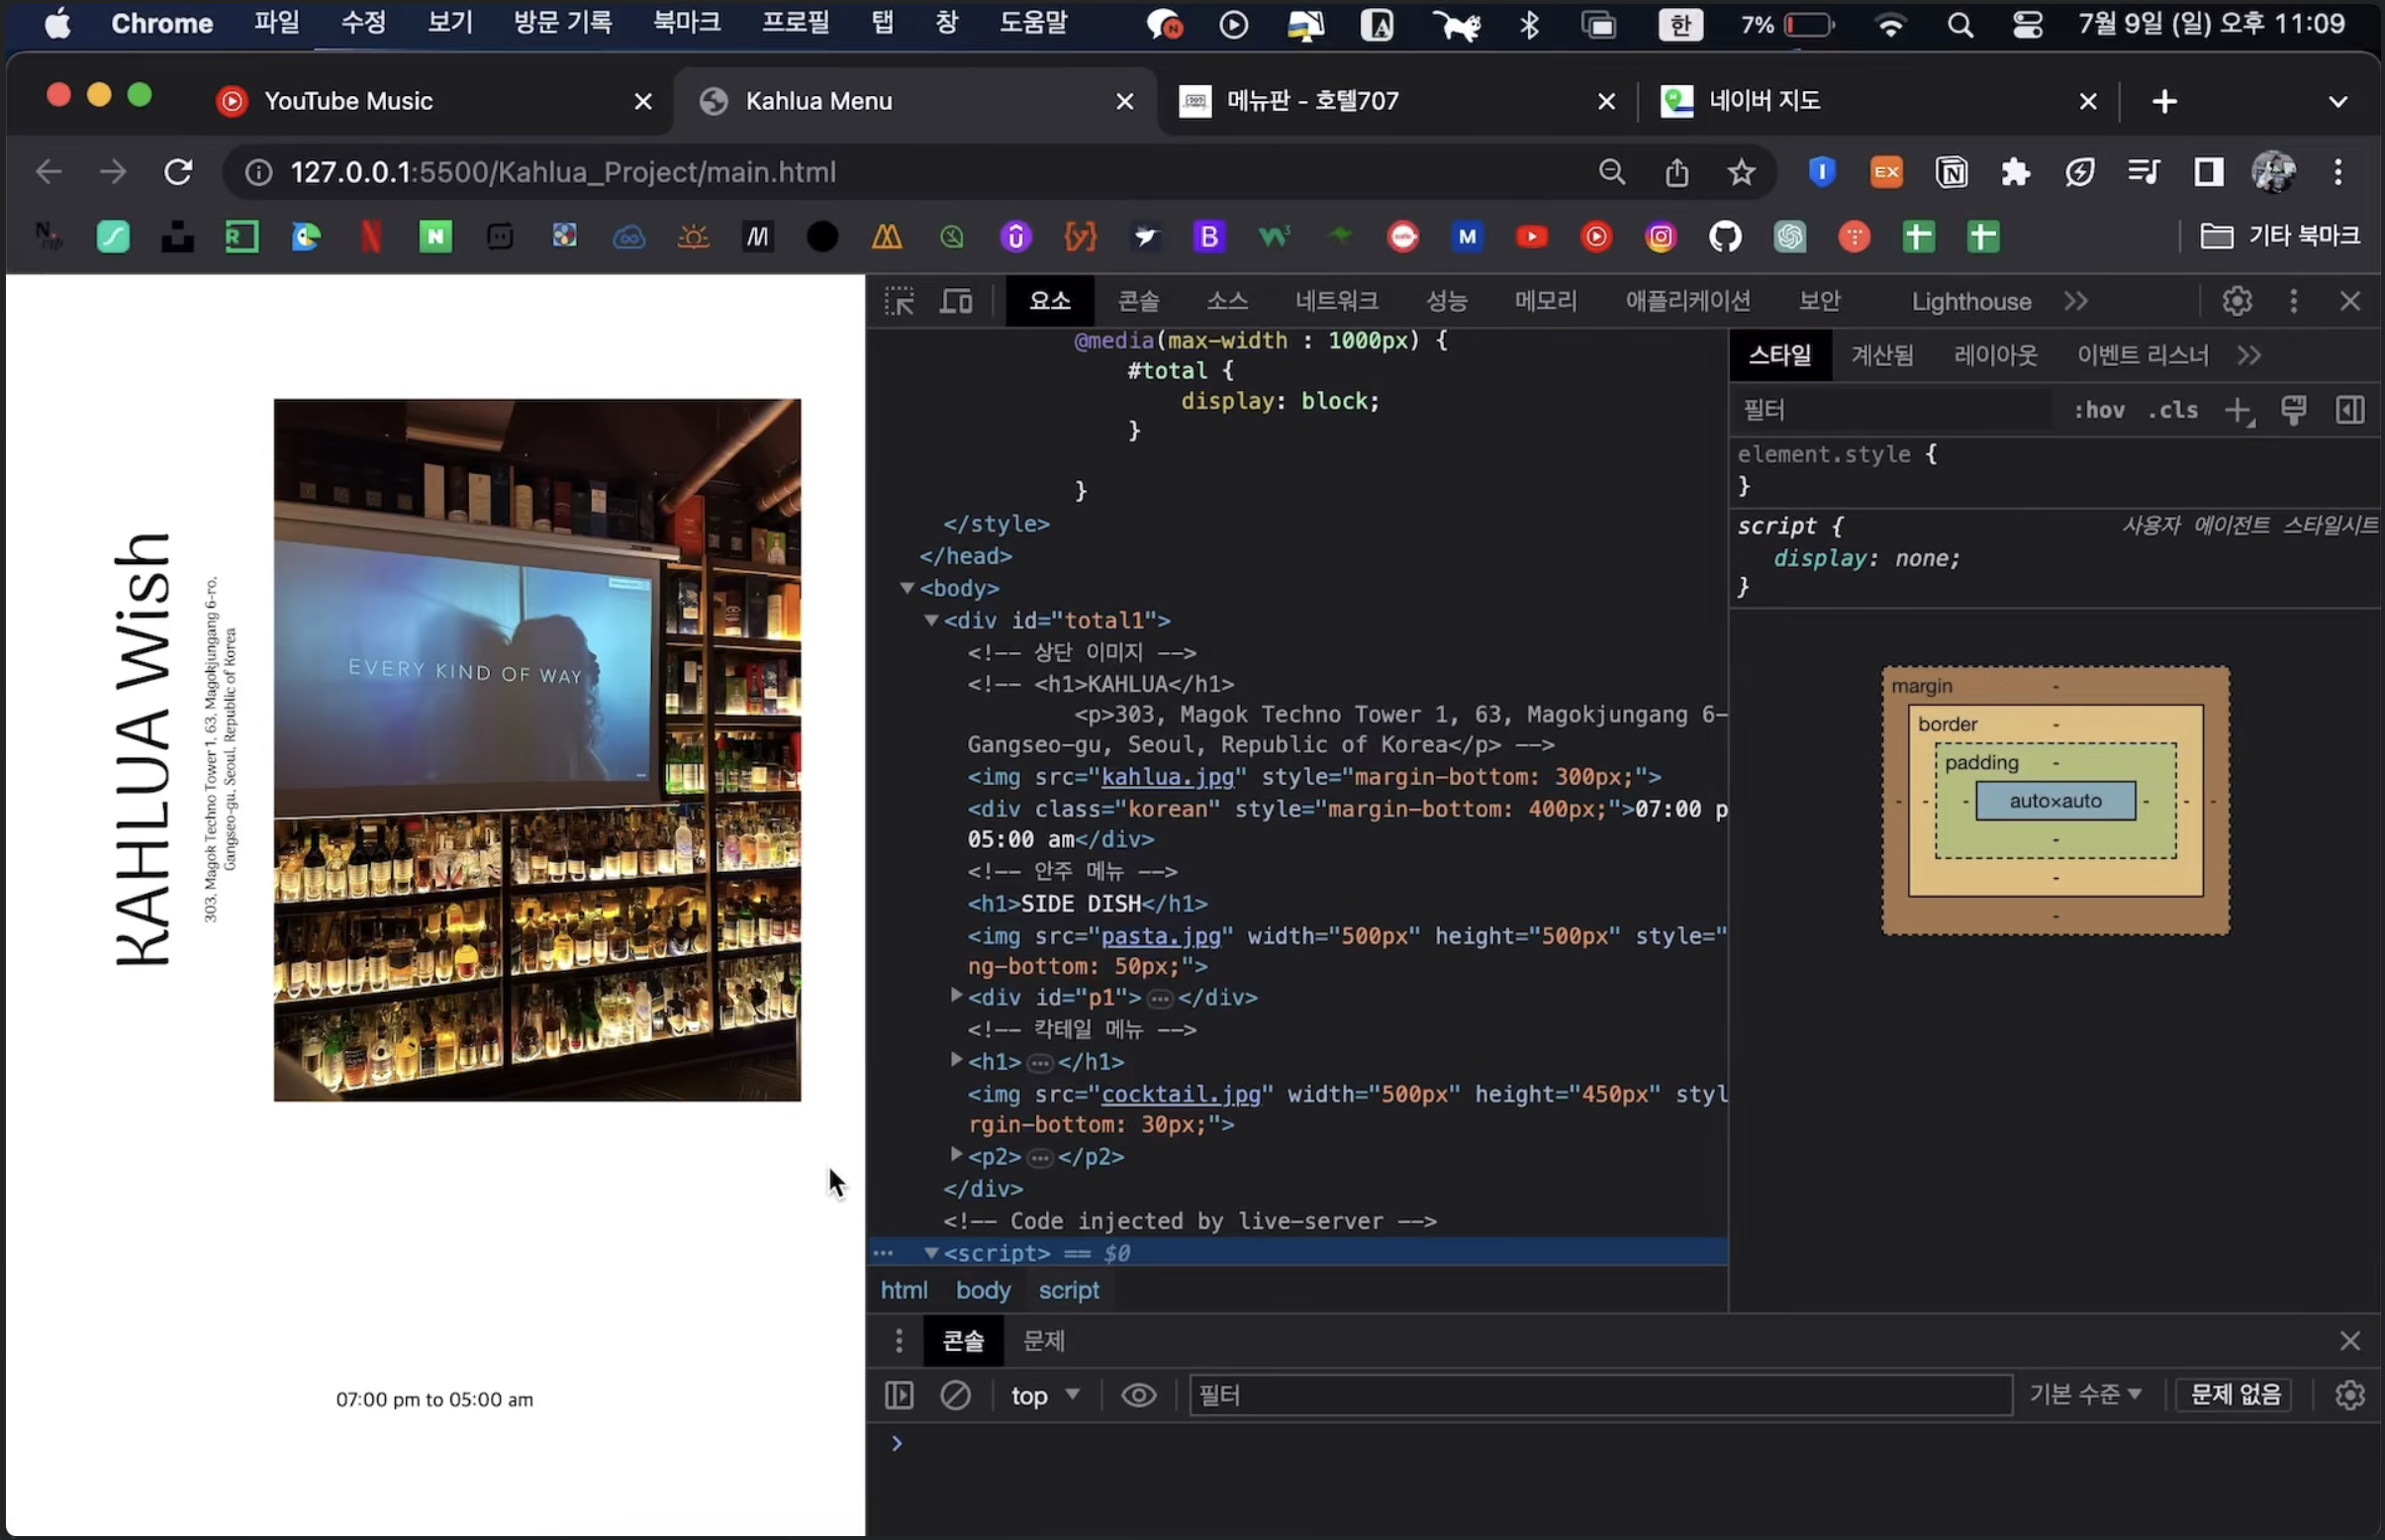 Chrome 파일 수정 보기 방문 기록 북마크 프로필 탭 창 도움말 한 7% 7월 9일 (일) 오후 11:09
YouTube Music
Kahlua Menu
메뉴판 - 호텔707
네이버 지도
127.0.0.1:5500/Kahlua_Project/main.html
기타 북마크
KAHLUA Wish
303, Magok Techno Tower 1, 63, Magokjungang 6-ro,
Gangseo-gu, Seoul, Republic of Korea
EVERY KIND OF WAY
07:00 pm to 05:00 am
요소 콘솔 소스 네트워크 성능 메모리 애플리케이션 보안 Lighthouse
@media(max-width : 1000px) {
#total {
display: block;
}
}
</style>
</head>
<body>
<div id="total1">
<!-- 상단 이미지 -->
<!-- <h1>KAHLUA</h1>
<p>303, Magok Techno Tower 1, 63, Magokjungang 6-
Gangseo-gu, Seoul, Republic of Korea</p> -->
<img src="kahlua.jpg" style="margin-bottom: 300px;">
<div class="korean" style="margin-bottom: 400px;">07:00 p
05:00 am</div>
<!-- 안주 메뉴 -->
<h1>SIDE DISH</h1>
<img src="pasta.jpg" width="500px" height="500px" style="
ng-bottom: 50px;">
<div id="p1">…</div>
<!-- 칵테일 메뉴 -->
<h1>…</h1>
<img src="cocktail.jpg" width="500px" height="450px" styl
rgin-bottom: 30px;">
<p2>…</p2>
</div>
<!-- Code injected by live-server -->
… <script> == $0
html body script
스타일 계산됨 레이아웃 이벤트 리스너
필터 :hov .cls
element.style {
}
script { 사용자 에이전트 스타일시트
display: none;
}
margin -
border -
padding -
- - - auto×auto - - -
-
-
-
콘솔 문제
top 필터 기본 수준 문제 없음